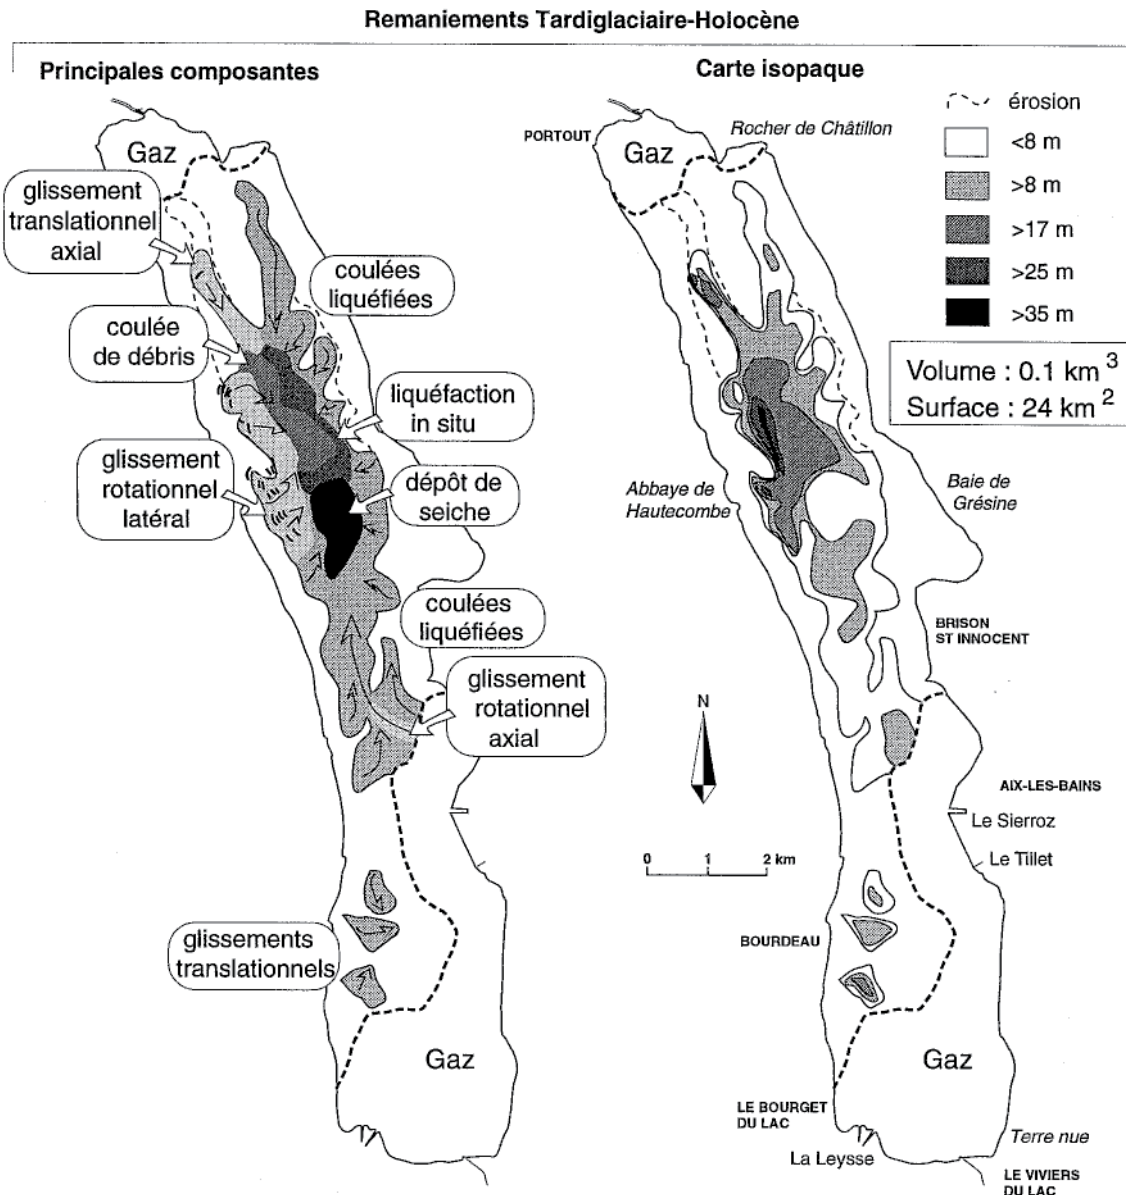 Remaniements Tardiglaciaire-Holocène
Principales composantes
Gaz
glissement
translationnel
axial
coulées
liquéfiées
coulée
de débris
liquéfaction
in situ
glissement
rotationnel
latéral
dépôt de
seiche
coulées
liquéfiées
glissement
rotationnel
axial
glissements
translationnels
Gaz
Carte isopaque
PORTOUT
Gaz
Rocher de Châtillon
érosion
<8 m
>8 m
>17 m
>25 m
>35 m
Volume : 0.1 km 3
Surface : 24 km 2
Abbaye de
Hautecombe
Baie de
Grésine
BRISON
ST INNOCENT
N
AIX-LES-BAINS
Le Sierroz
0 1 2 km
Le Tillet
BOURDEAU
Gaz
LE BOURGET
DU LAC
La Leysse
Terre nue
LE VIVIERS
DU LAC